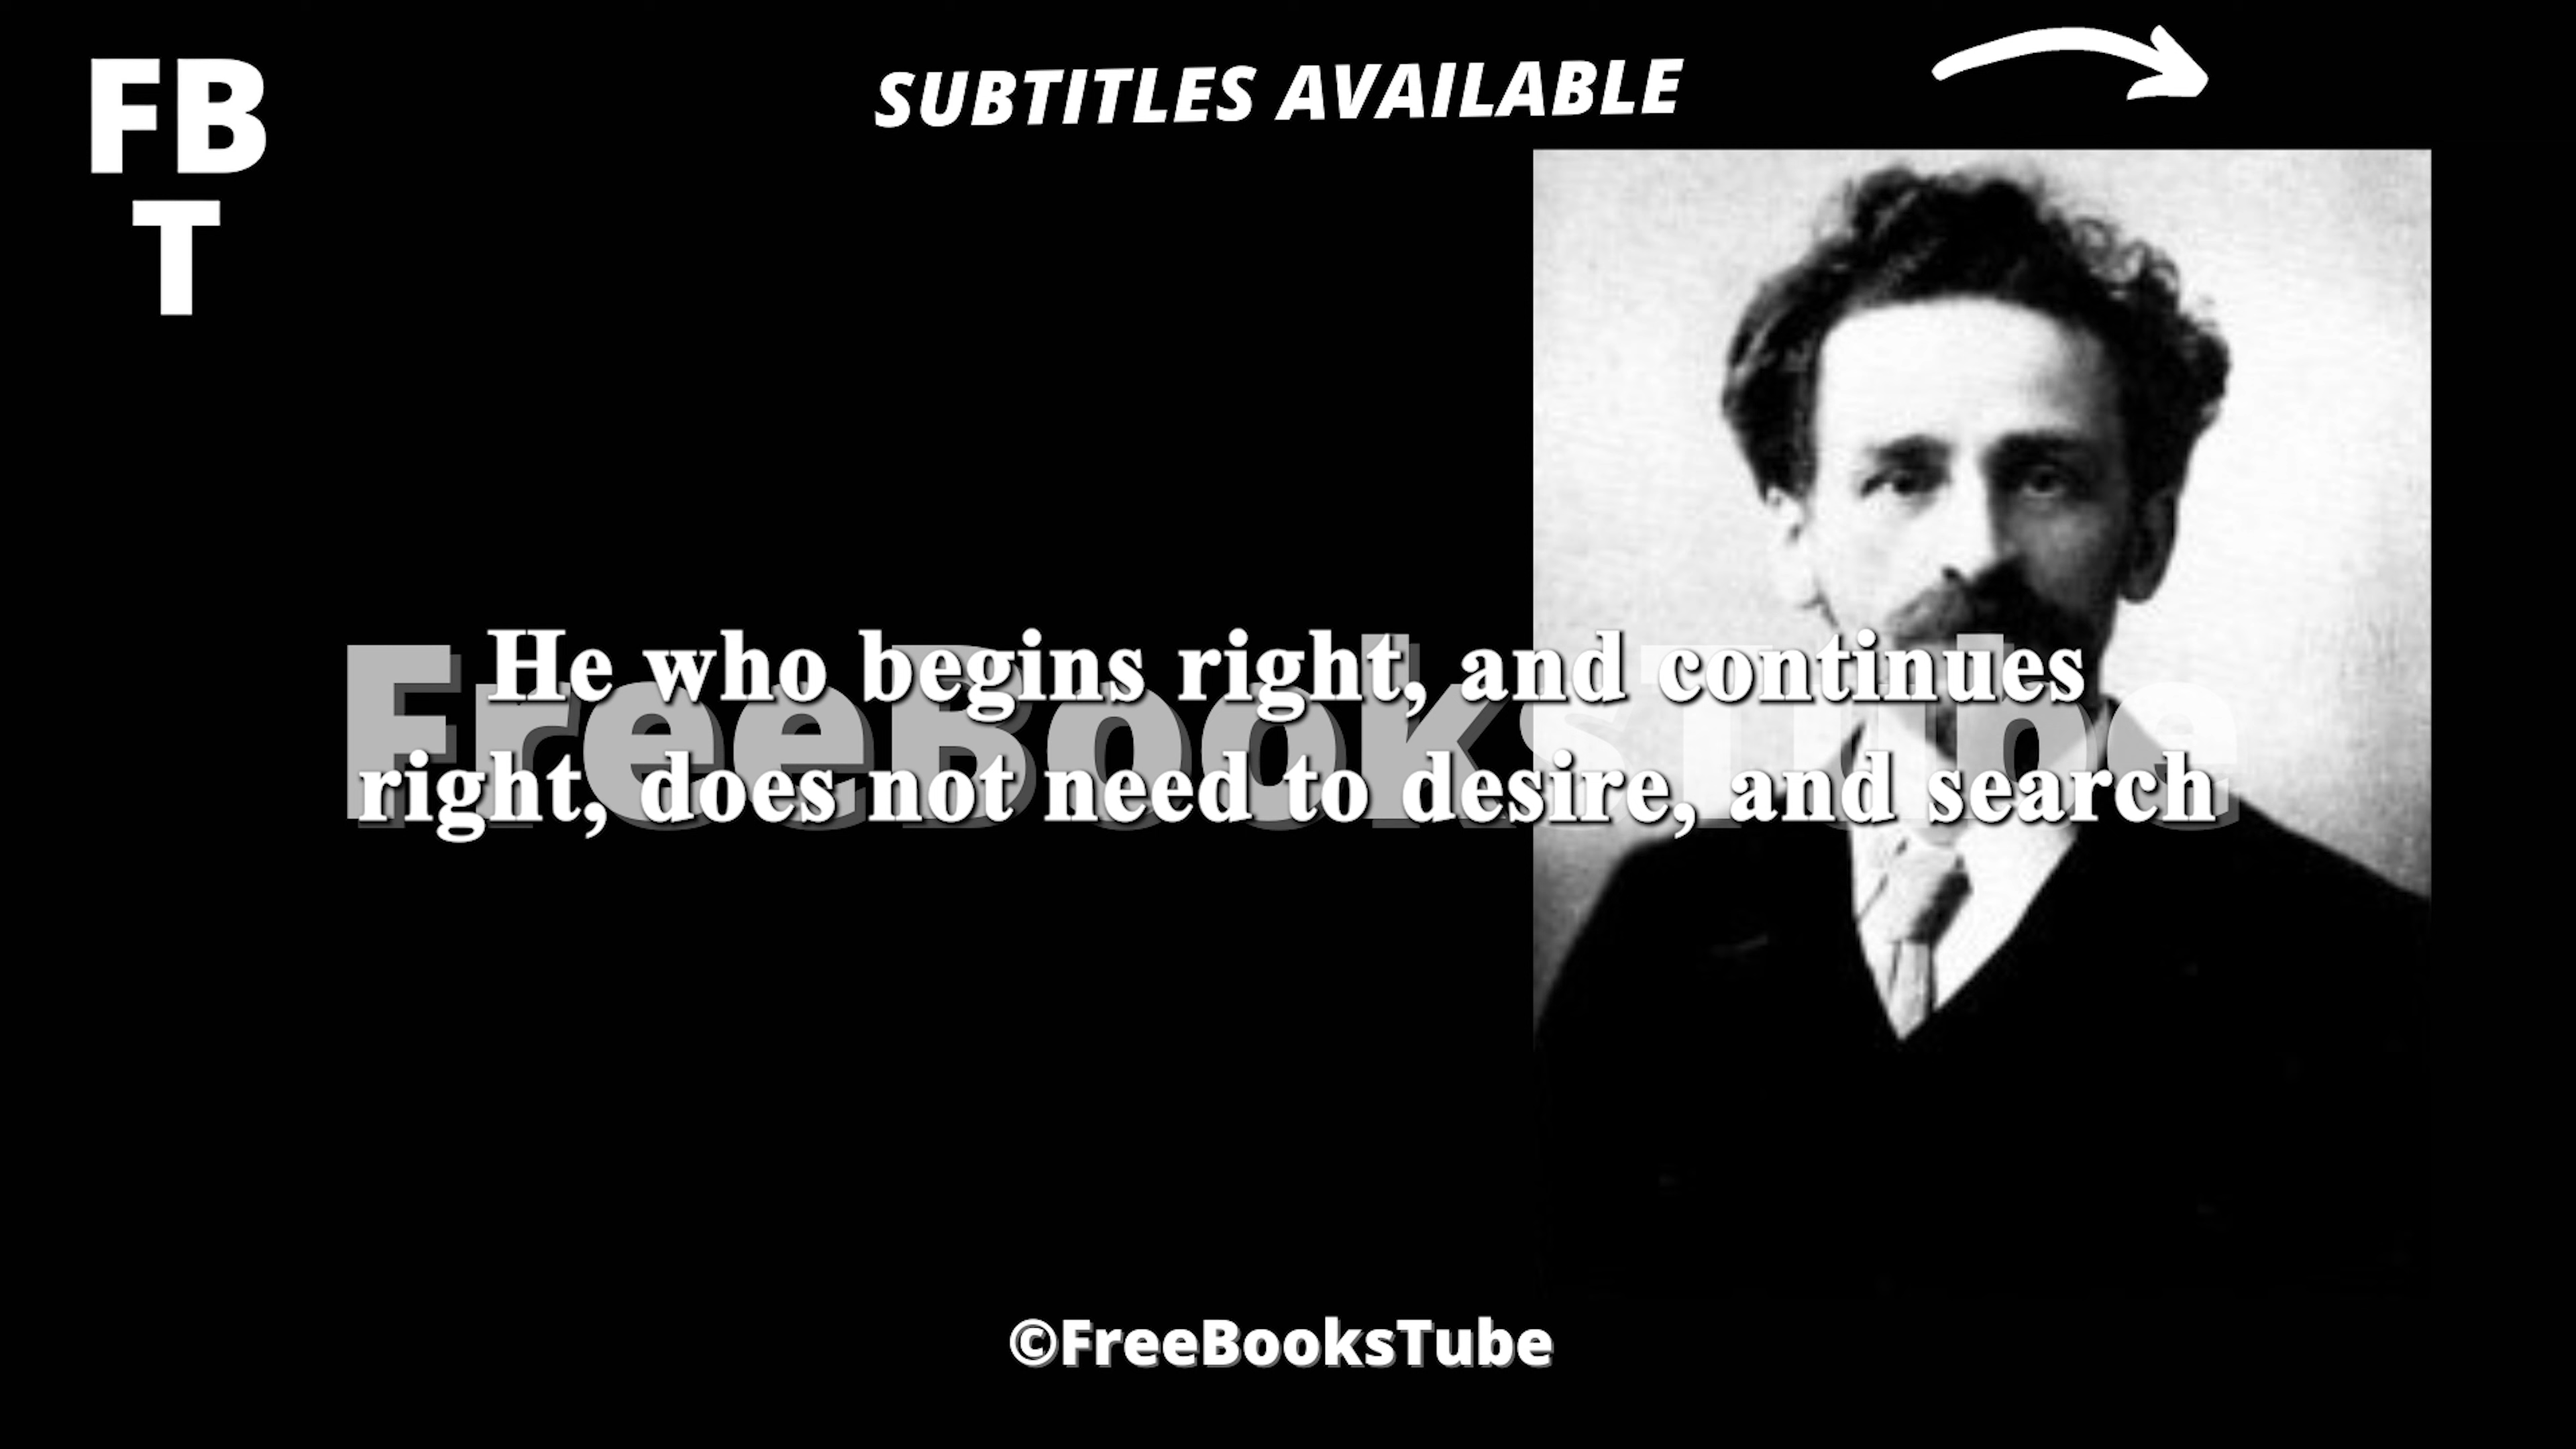 FB
T
SUBTITLES AVAILABLE
FreeBooksTube
He who begins right, and continues
right, does not need to desire, and search
©FreeBooksTube